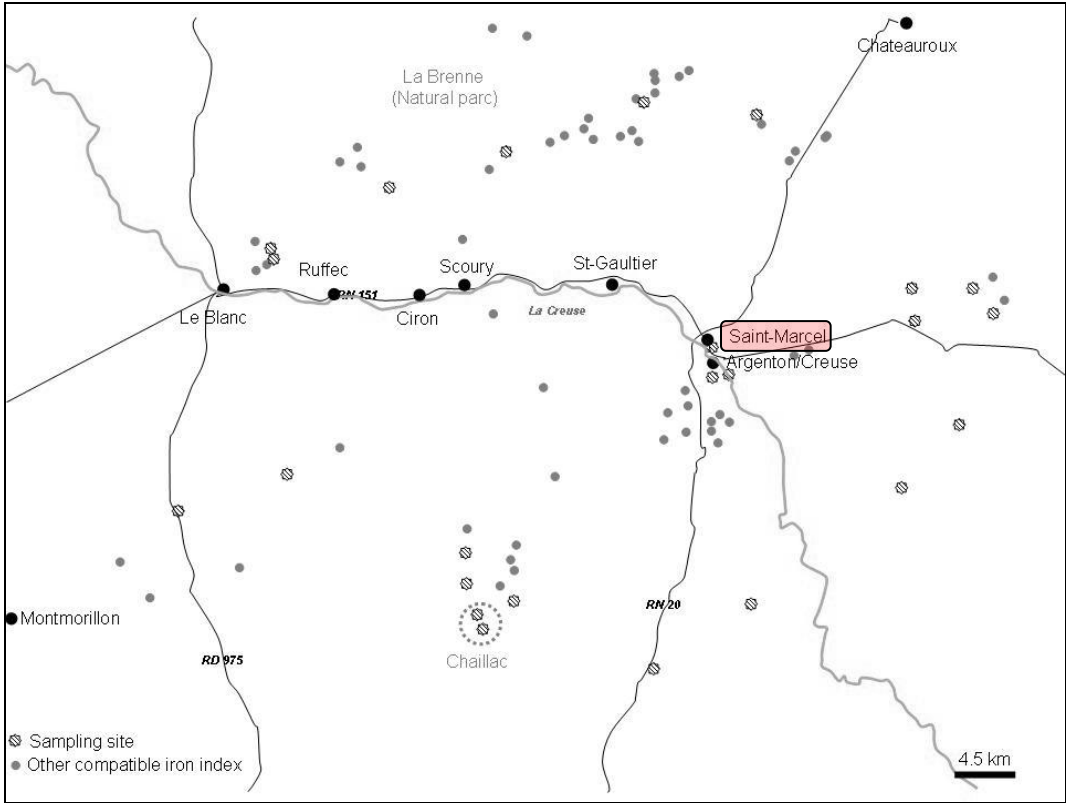 Chateauroux
La Brenne
(Natural parc)
Ruffec
Scoury
St-Gaultier
RN 151
Le Blanc
Ciron
La Creuse
Saint-Marcel
Argenton/Creuse
Montmorillon
RN 20
RD 975
Chaillac
Sampling site
Other compatible iron index
4.5 km